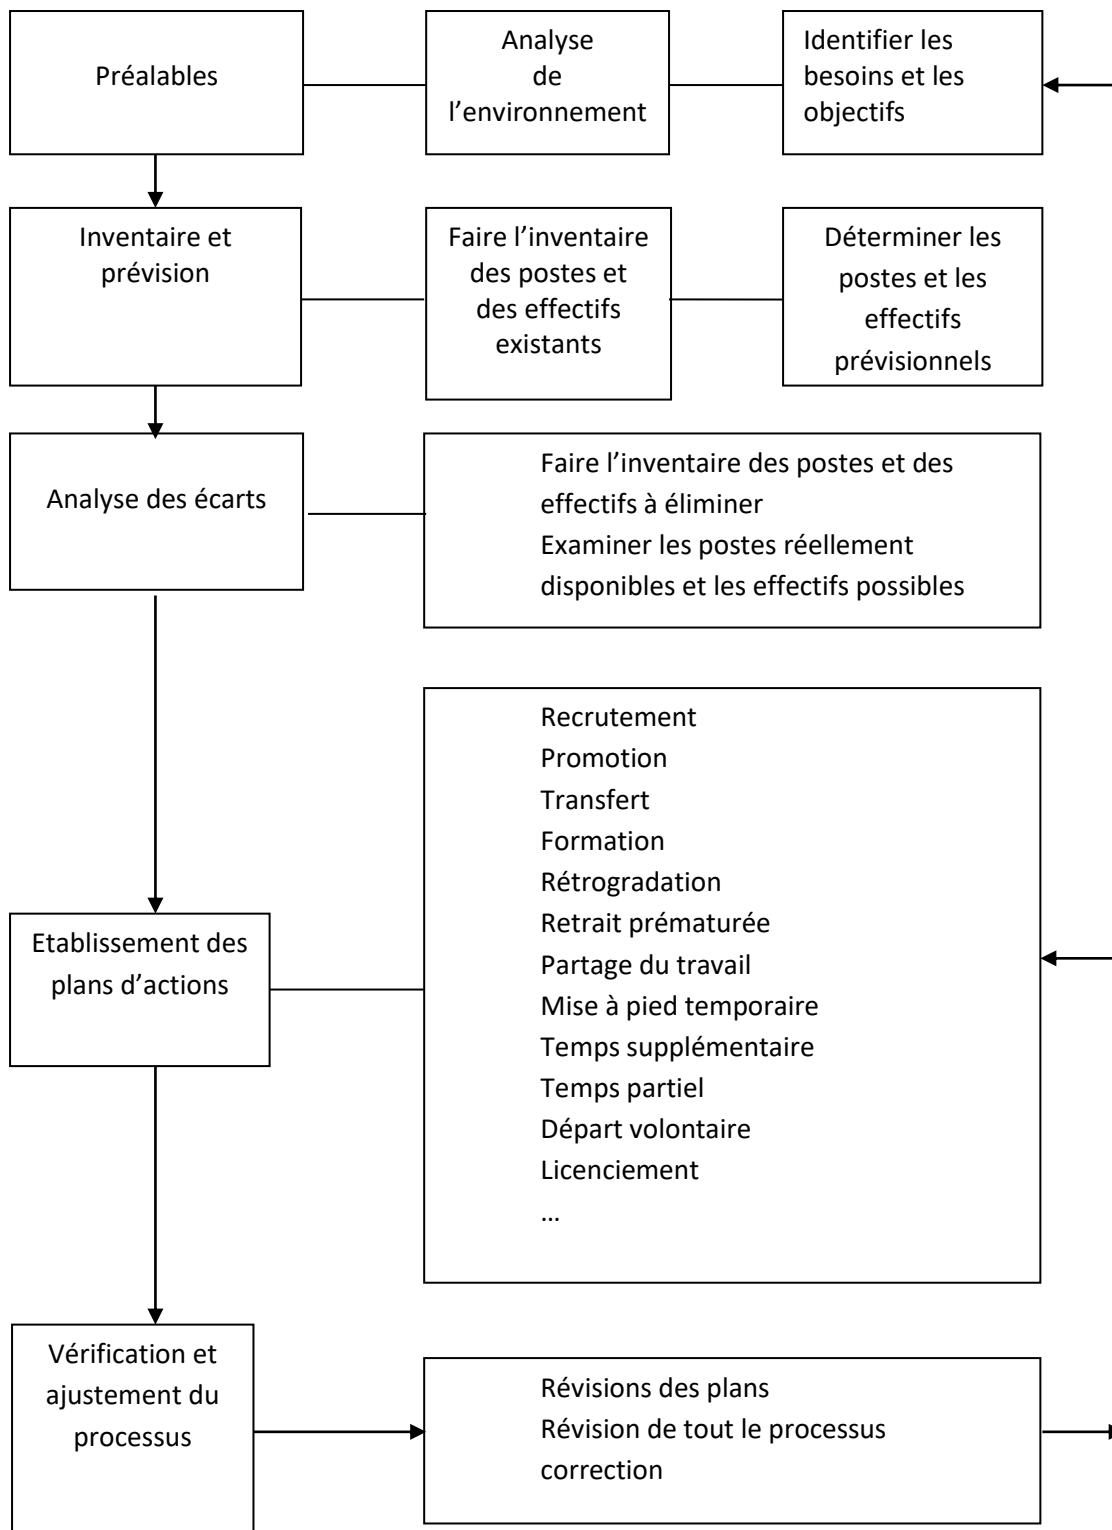 Préalables
Analyse
de
l’environnement
Identifier les
besoins et les
objectifs
Inventaire et
prévision
Faire l’inventaire
des postes et
des effectifs
existants
Déterminer les
postes et les
effectifs
prévisionnels
Analyse des écarts
Faire l’inventaire des postes et des
effectifs à éliminer
Examiner les postes réellement
disponibles et les effectifs possibles
Etablissement des
plans d’actions
Recrutement
Promotion
Transfert
Formation
Rétrogradation
Retrait prématurée
Partage du travail
Mise à pied temporaire
Temps supplémentaire
Temps partiel
Départ volontaire
Licenciement
…
Vérification et
ajustement du
processus
Révisions des plans
Révision de tout le processus
correction